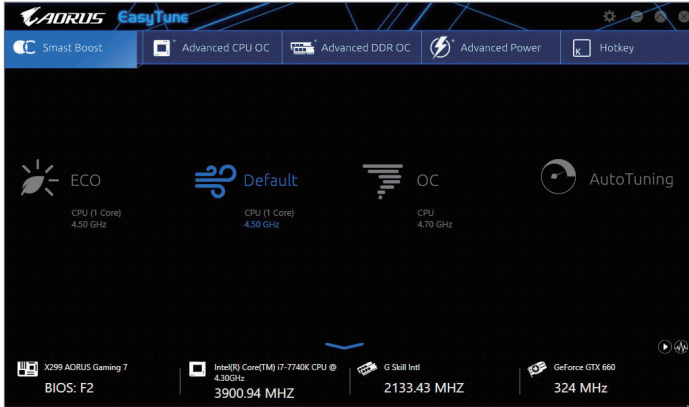 AORUS EasyTune
Smast Boost
Advanced CPU OC
Advanced DDR OC
Advanced Power
K
Hotkey
ECO
CPU (1 Core)
4.50 GHz
Default
CPU (1 Core)
4.50 GHz
OC
CPU
4.70 GHz
AutoTuning
X299 AORUS Gaming 7
BIOS: F2
Intel(R) Core(TM) i7-7740K CPU @
4.30GHz
3900.94 MHZ
G Skill Intl
2133.43 MHZ
GeForce GTX 660
324 MHz